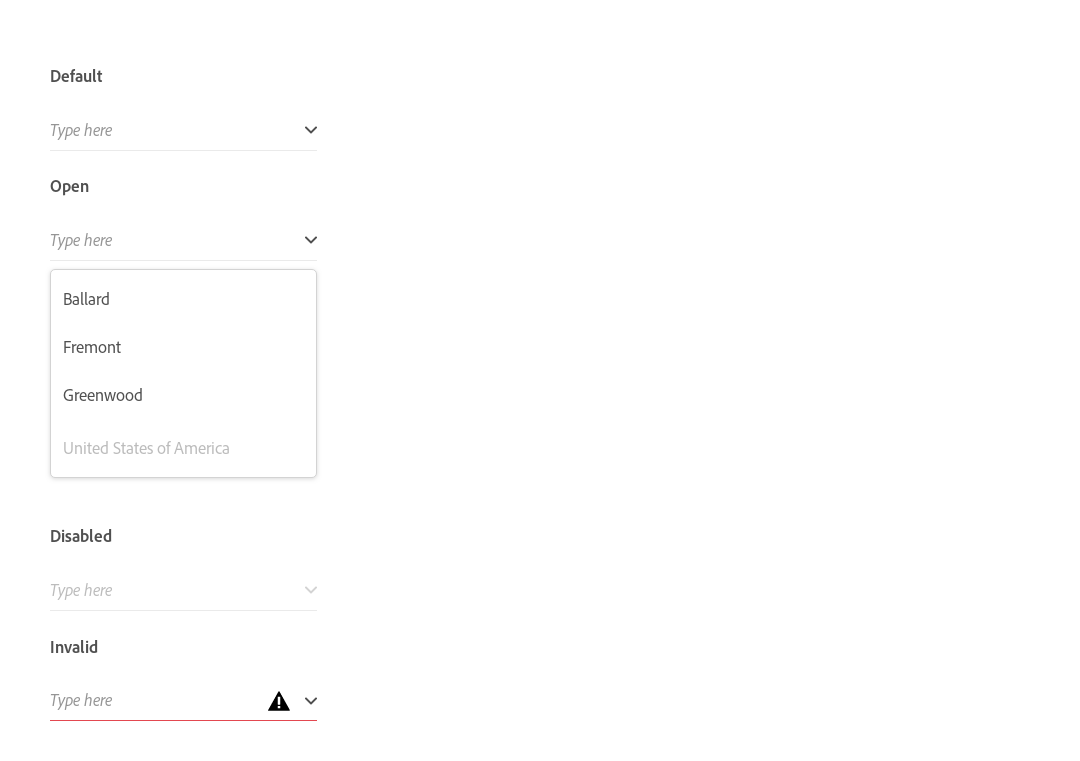 Default
Type here
Open
Type here
Ballard
Fremont
Greenwood
United States of America
Disabled
Type here
Invalid
Type here